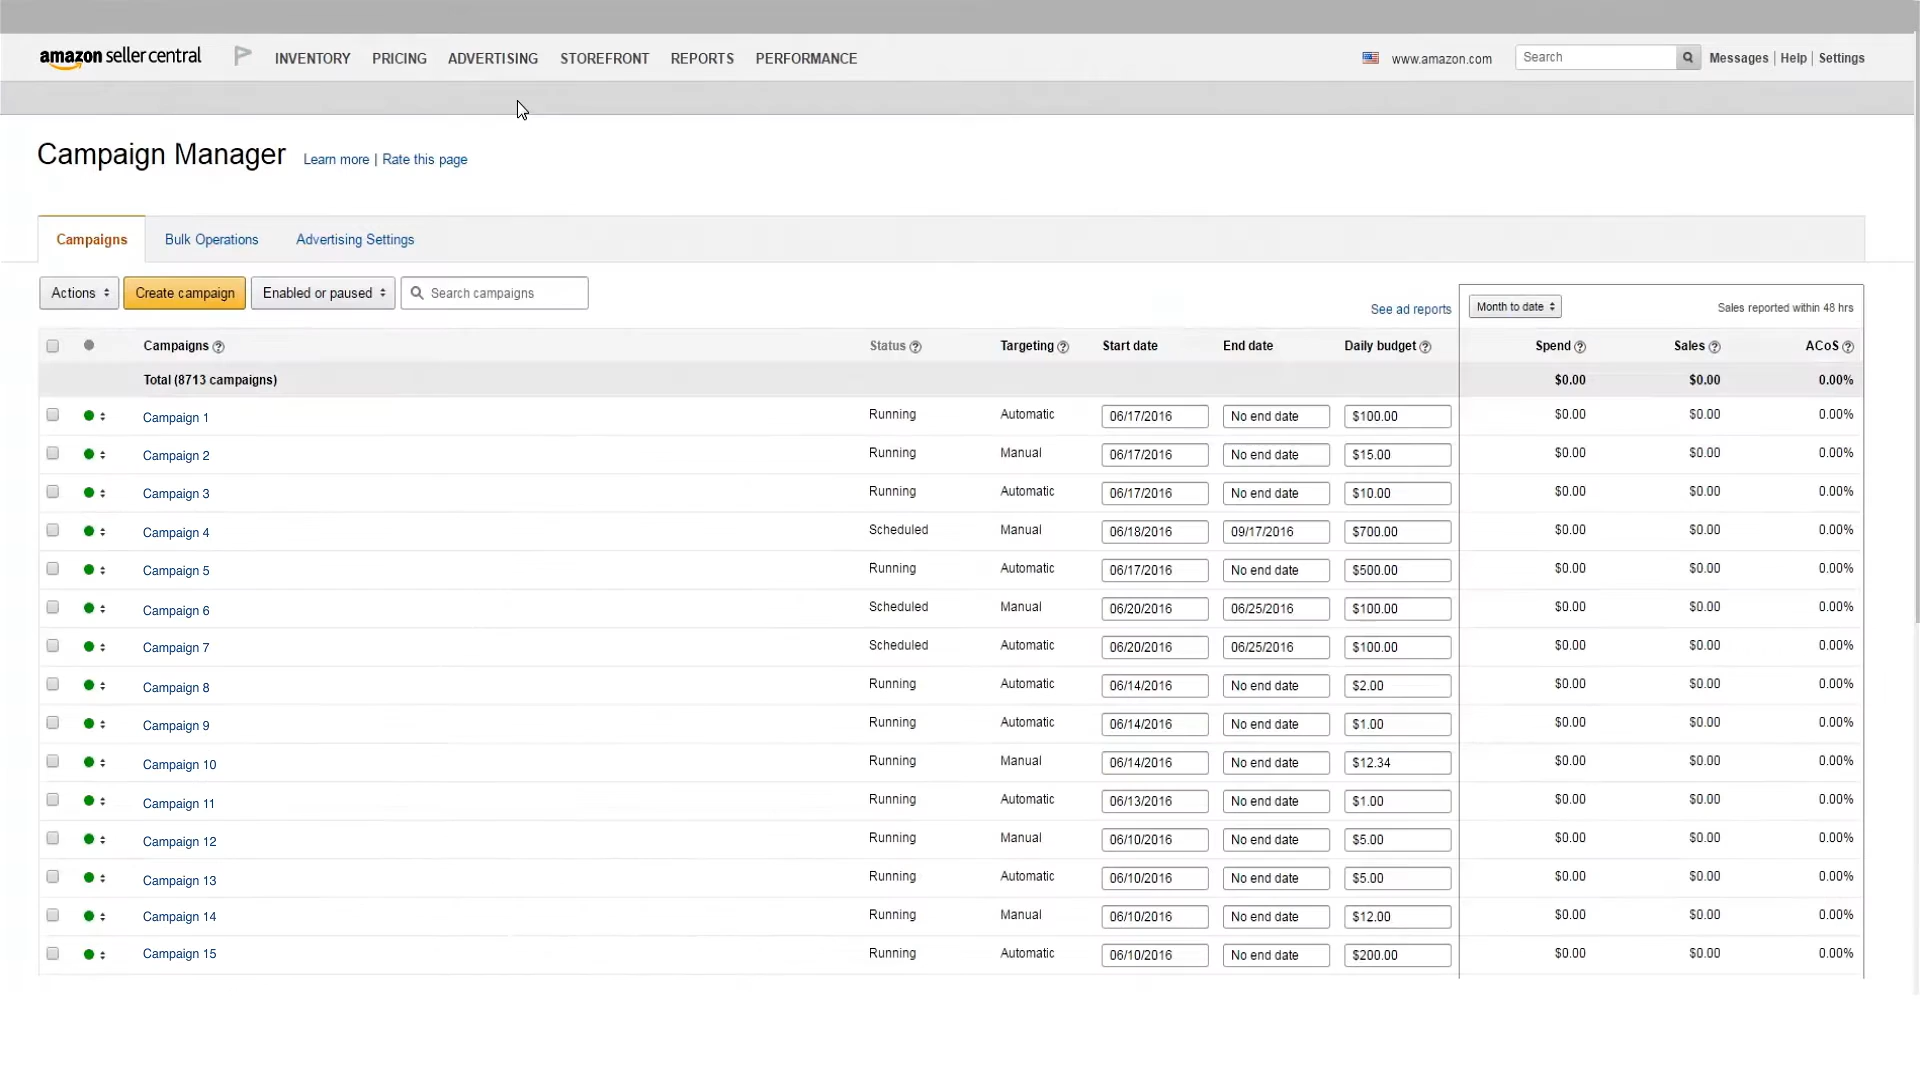 amazon seller central INVENTORY PRICING ADVERTISING STOREFRONT REPORTS PERFORMANCE www.amazon.com Search Messages | Help | Settings
Campaign Manager Learn more | Rate this page
Campaigns Bulk Operations Advertising Settings
Actions Create campaign Enabled or paused Search campaigns
See ad reports Month to date Sales reported within 48 hrs
Campaigns Status Targeting Start date End date Daily budget Spend Sales ACoS
Total (8713 campaigns) $0.00 $0.00 0.00%
Campaign 1 Running Automatic 06/17/2016 No end date $100.00 $0.00 $0.00 0.00%
Campaign 2 Running Manual 06/17/2016 No end date $15.00 $0.00 $0.00 0.00%
Campaign 3 Running Automatic 06/17/2016 No end date $10.00 $0.00 $0.00 0.00%
Campaign 4 Scheduled Manual 06/18/2016 09/17/2016 $700.00 $0.00 $0.00 0.00%
Campaign 5 Running Automatic 06/17/2016 No end date $500.00 $0.00 $0.00 0.00%
Campaign 6 Scheduled Manual 06/20/2016 06/25/2016 $100.00 $0.00 $0.00 0.00%
Campaign 7 Scheduled Automatic 06/20/2016 06/25/2016 $100.00 $0.00 $0.00 0.00%
Campaign 8 Running Automatic 06/14/2016 No end date $2.00 $0.00 $0.00 0.00%
Campaign 9 Running Automatic 06/14/2016 No end date $1.00 $0.00 $0.00 0.00%
Campaign 10 Running Manual 06/14/2016 No end date $12.34 $0.00 $0.00 0.00%
Campaign 11 Running Automatic 06/13/2016 No end date $1.00 $0.00 $0.00 0.00%
Campaign 12 Running Manual 06/10/2016 No end date $5.00 $0.00 $0.00 0.00%
Campaign 13 Running Automatic 06/10/2016 No end date $5.00 $0.00 $0.00 0.00%
Campaign 14 Running Manual 06/10/2016 No end date $12.00 $0.00 $0.00 0.00%
Campaign 15 Running Automatic 06/10/2016 No end date $200.00 $0.00 $0.00 0.00%